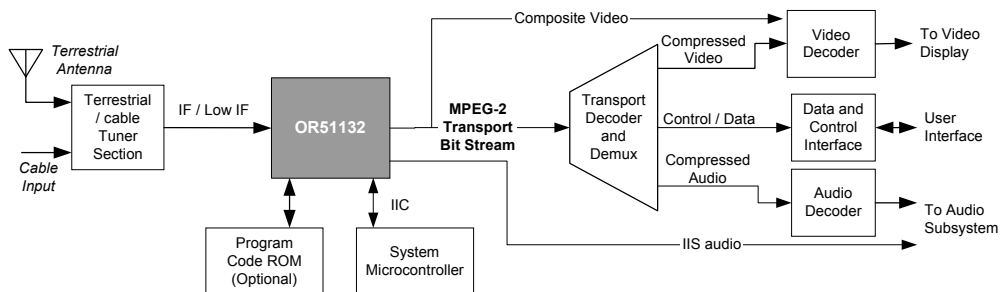 Terrestrial
Antenna
Terrestrial
/ cable
Tuner
Section
Cable
Input
IF / Low IF
OR51132
IIC
Program
Code ROM
(Optional)
System
Microcontroller
Composite Video
MPEG-2
Transport
Bit Stream
Transport
Decoder
and
Demux
Compressed
Video
Control / Data
Compressed
Audio
IIS audio
Video
Decoder
Data and
Control
Interface
Audio
Decoder
To Video
Display
User
Interface
To Audio
Subsystem